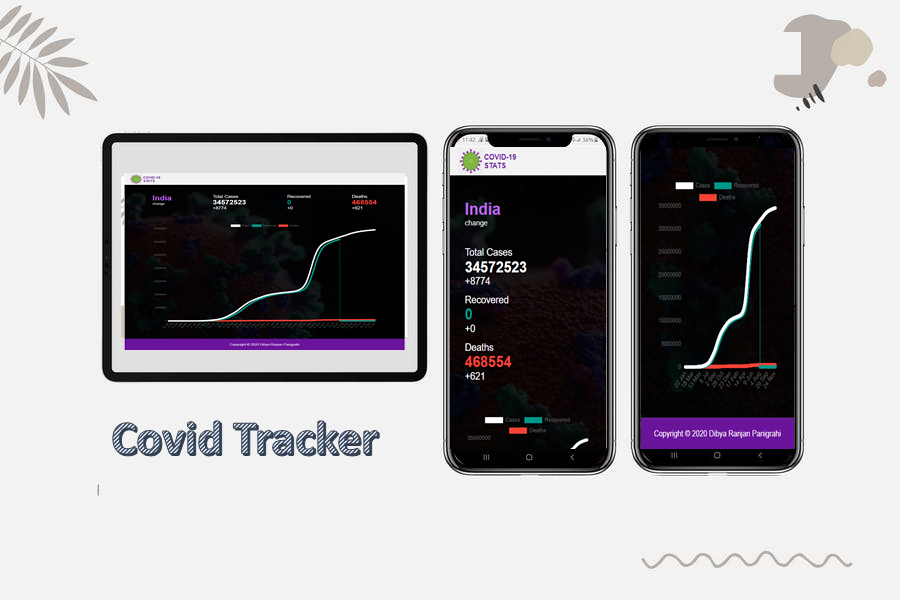 COVID-19
STATS
India
change
Total Cases
34572523
+8774
Recovered
0
+0
Deaths
468554
+621
Copyright © 2020 Dibya Ranjan Panigrahi
Covid Tracker
11:42
36%
COVID-19
STATS
India
change
Total Cases
34572523
+8774
Recovered
0
+0
Deaths
468554
+621
Cases Recovered
Deaths
35000000
Cases Recovered
Deaths
35000000
30000000
25000000
20000000
15000000
10000000
5000000
0
Copyright © 2020 Dibya Ranjan Panigrahi